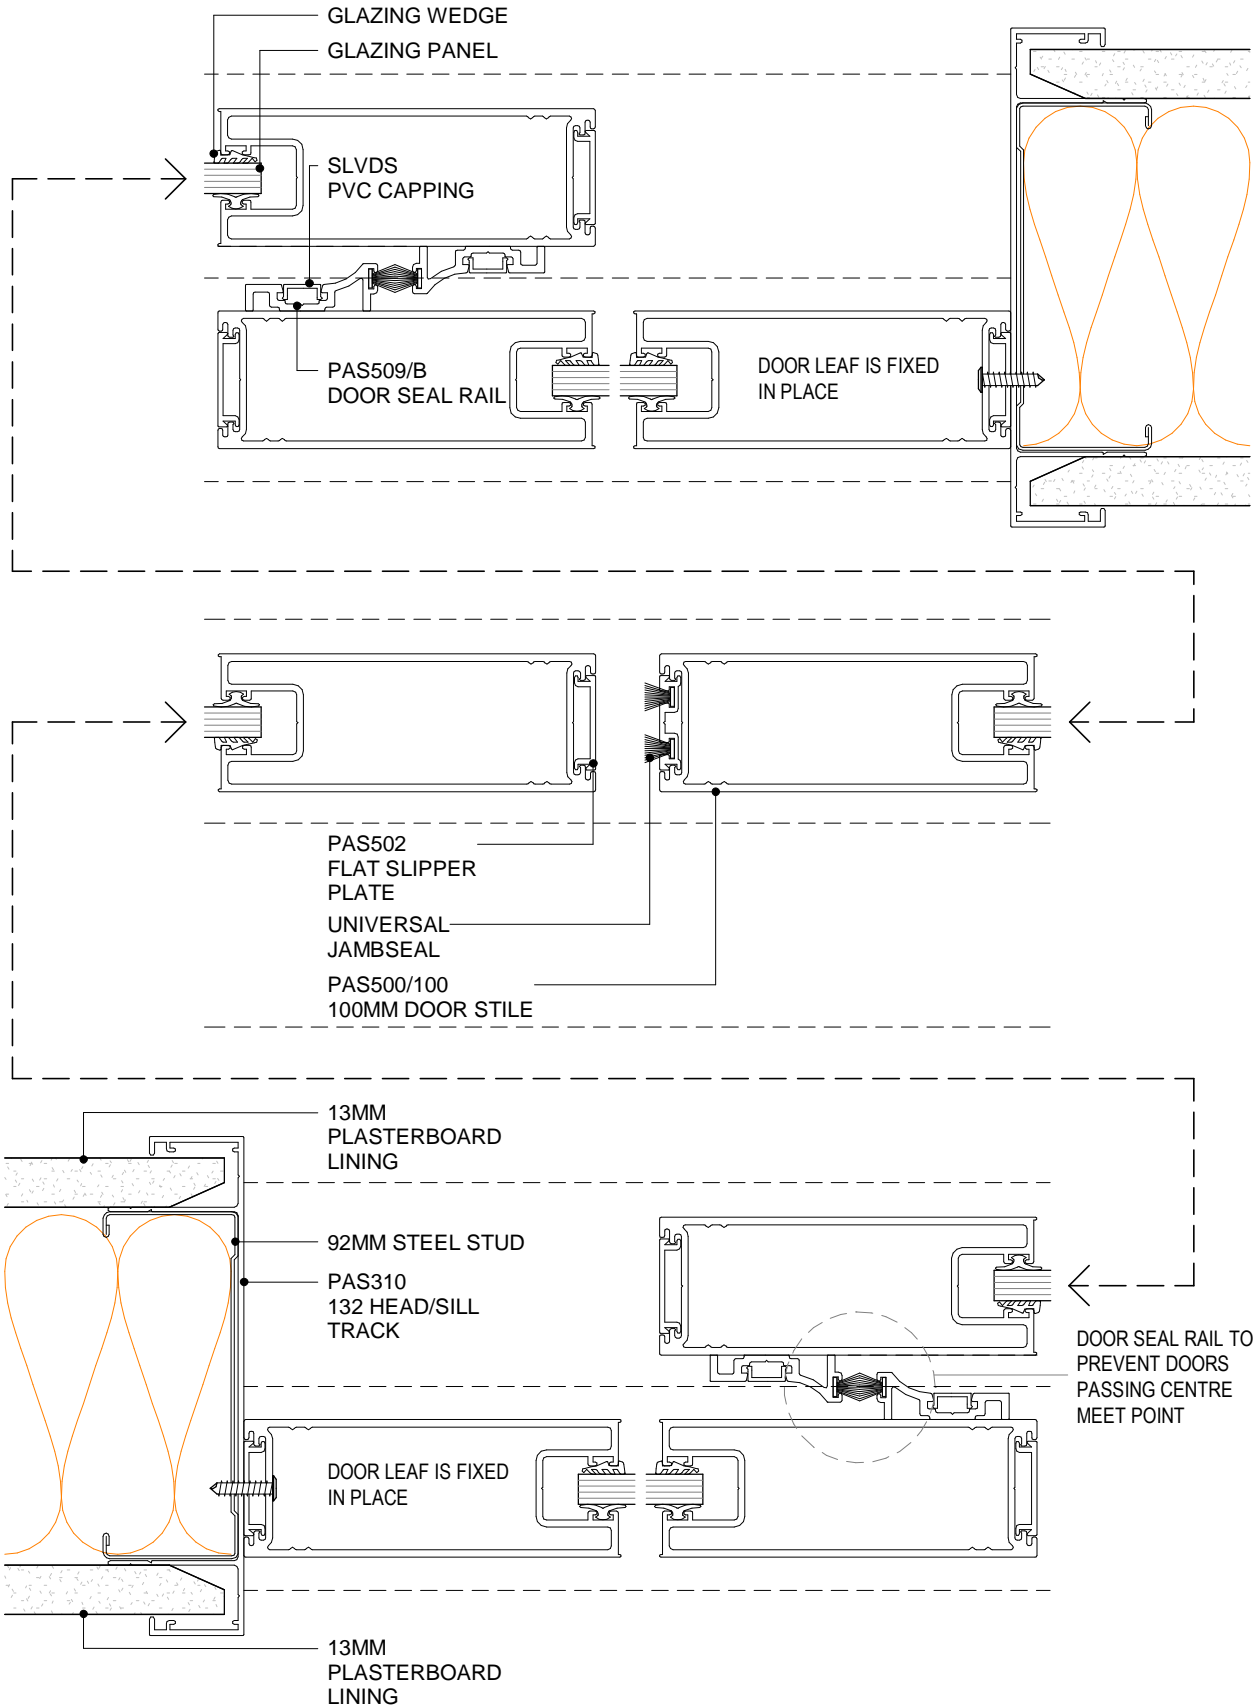 GLAZING WEDGE
GLAZING PANEL
SLVDS
PVC CAPPING
PAS509/B
DOOR SEAL RAIL
DOOR LEAF IS FIXED
IN PLACE
PAS502
FLAT SLIPPER
PLATE
UNIVERSAL
JAMBSEAL
PAS500/100
100MM DOOR STILE
13MM
PLASTERBOARD
LINING
92MM STEEL STUD
PAS310
132 HEAD/SILL
TRACK
DOOR SEAL RAIL TO
PREVENT DOORS
PASSING CENTRE
MEET POINT
DOOR LEAF IS FIXED
IN PLACE
13MM
PLASTERBOARD
LINING